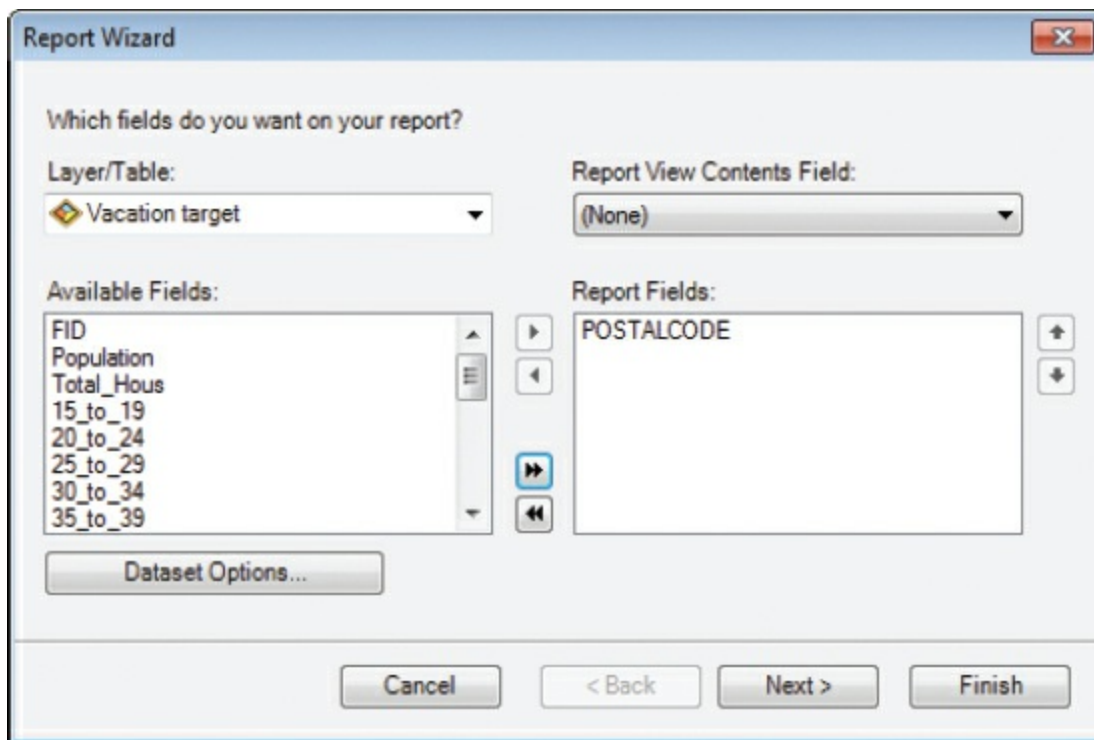 Report Wizard
Which fields do you want on your report?
Layer/Table:
Report View Contents Field:
Vacation target
(None)
Available Fields:
Report Fields:
FID
Population
Total_Hous
15_to_19
20_to_24
25_to_29
30_to_34
35_to_39
POSTALCODE
Dataset Options...
Cancel
< Back
Next >
Finish